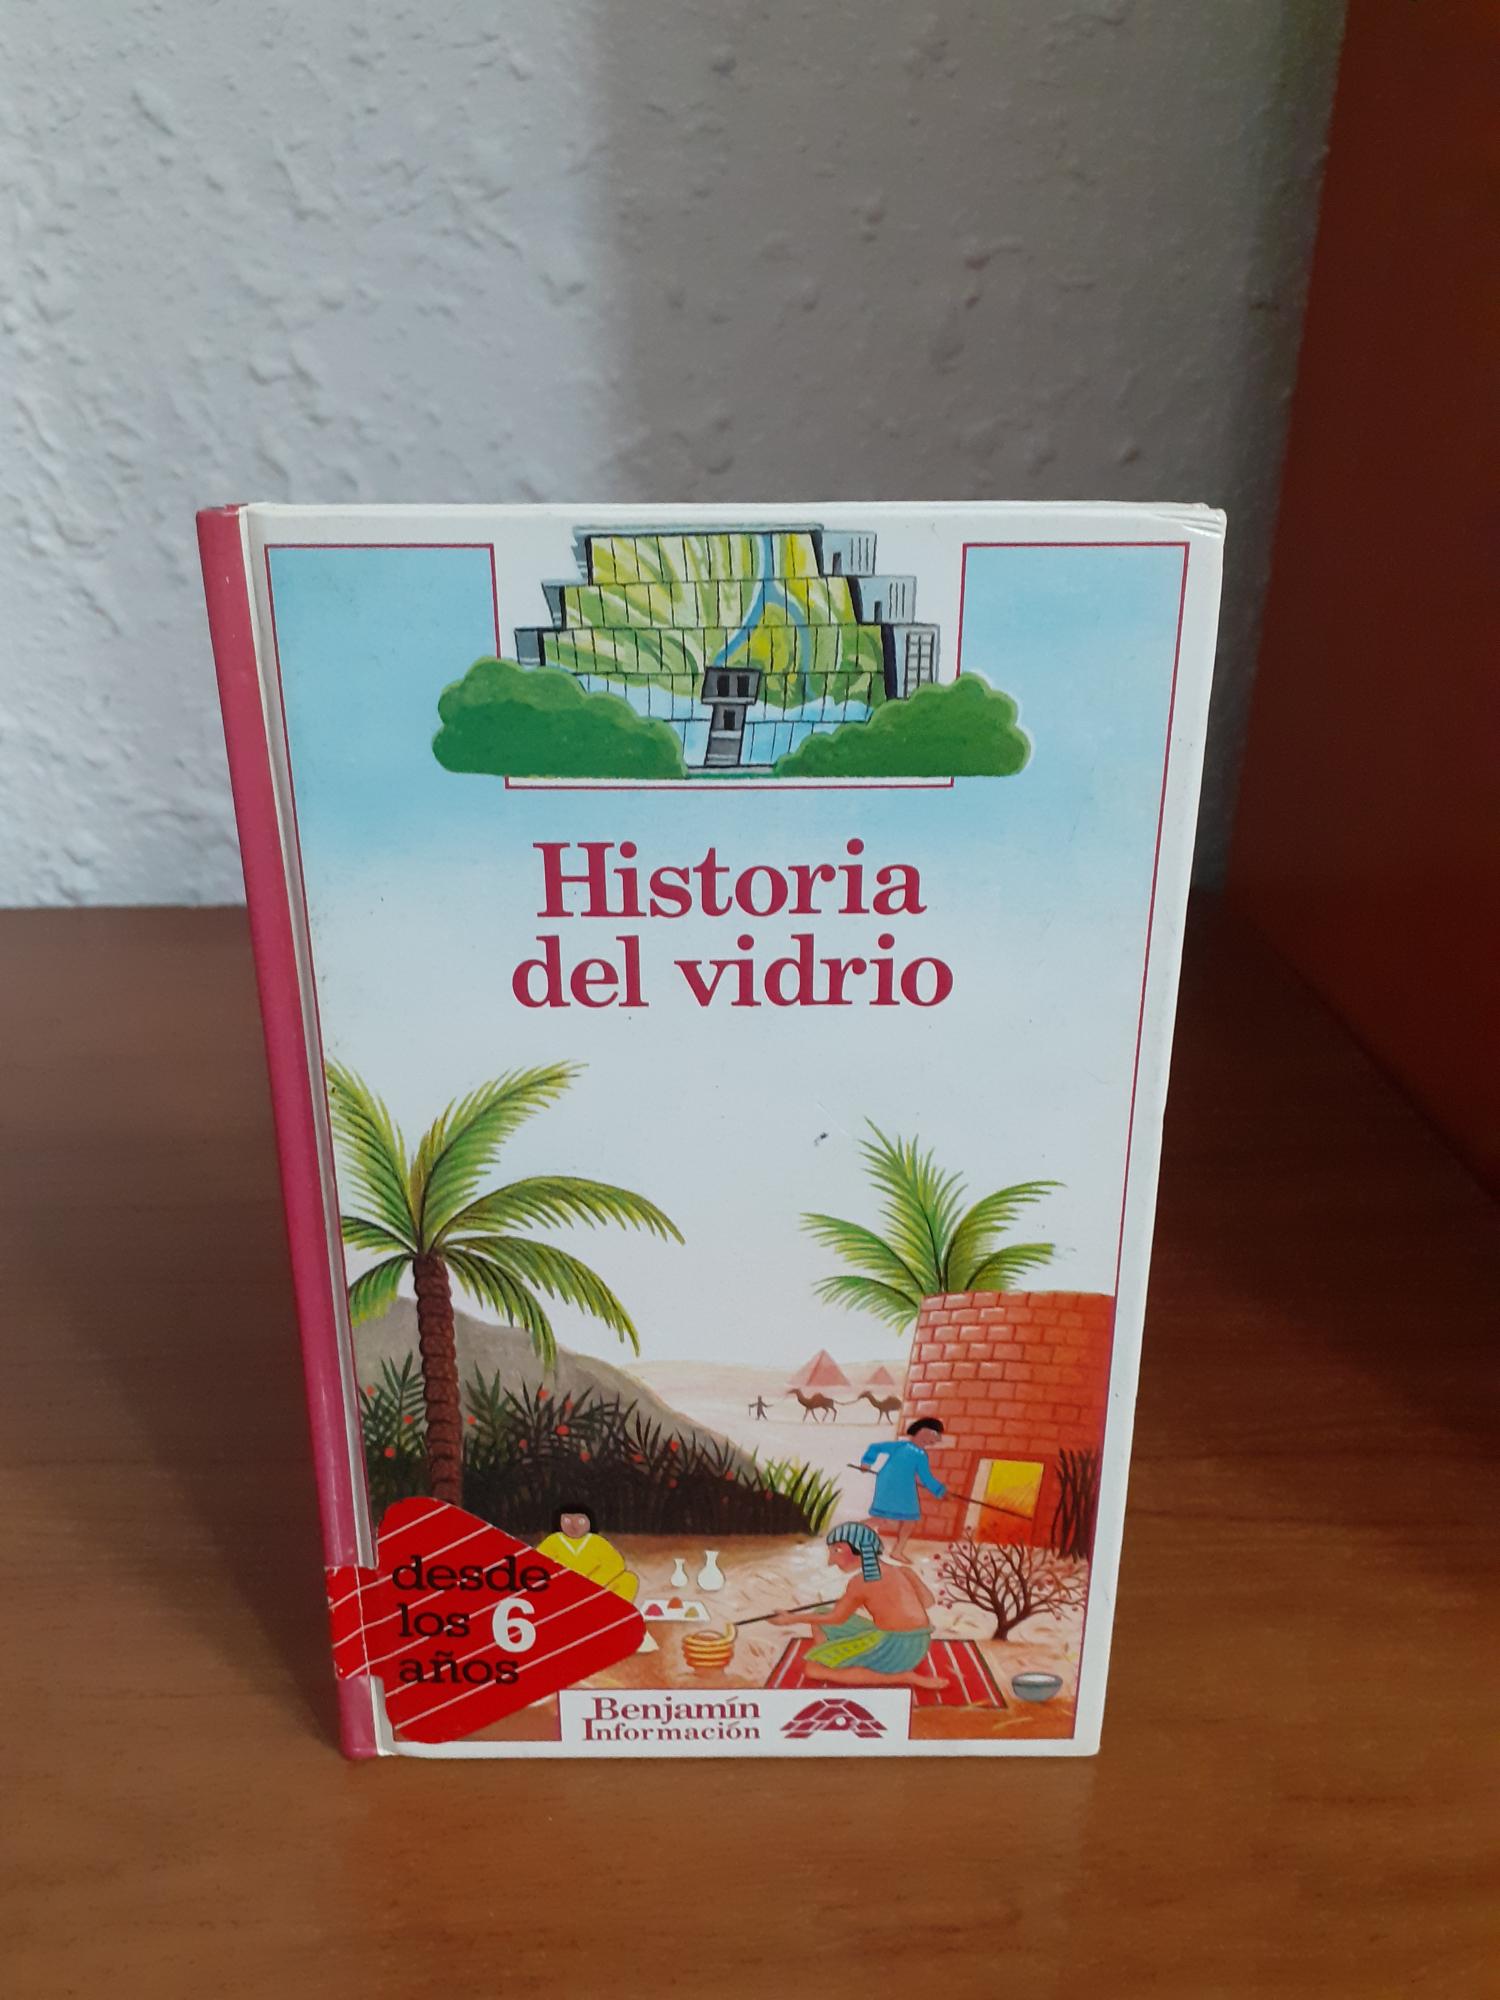 Historia
del vidrio
desde
los 6
años
Benjamín
Información